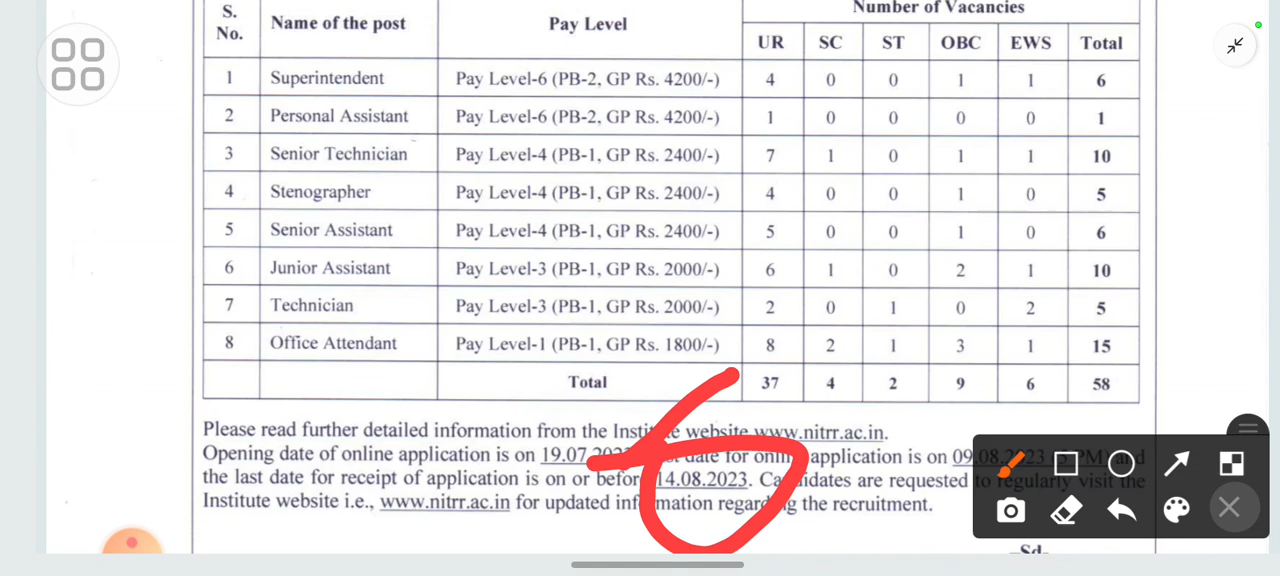 Number of Vacancies
S. No. Name of the post Pay Level UR SC ST OBC EWS Total
1 Superintendent Pay Level-6 (PB-2, GP Rs. 4200/-) 4 0 0 1 1 6
2 Personal Assistant Pay Level-6 (PB-2, GP Rs. 4200/-) 1 0 0 0 0 1
3 Senior Technician Pay Level-4 (PB-1, GP Rs. 2400/-) 7 1 0 1 1 10
4 Stenographer Pay Level-4 (PB-1, GP Rs. 2400/-) 4 0 0 1 0 5
5 Senior Assistant Pay Level-4 (PB-1, GP Rs. 2400/-) 5 0 0 1 0 6
6 Junior Assistant Pay Level-3 (PB-1, GP Rs. 2000/-) 6 1 0 2 1 10
7 Technician Pay Level-3 (PB-1, GP Rs. 2000/-) 2 0 1 0 2 5
8 Office Attendant Pay Level-1 (PB-1, GP Rs. 1800/-) 8 2 1 3 1 15
Total 37 4 2 9 6 58
Please read further detailed information from the Institute website www.nitrr.ac.in.
Opening date of online application is on 19.07 date for online application is on 09.08.2023 PM) and
the last date for receipt of application is on or before 14.08.2023. Candidates are requested to regularly visit the
Institute website i.e., www.nitrr.ac.in for updated information regarding the recruitment.
-Sd-